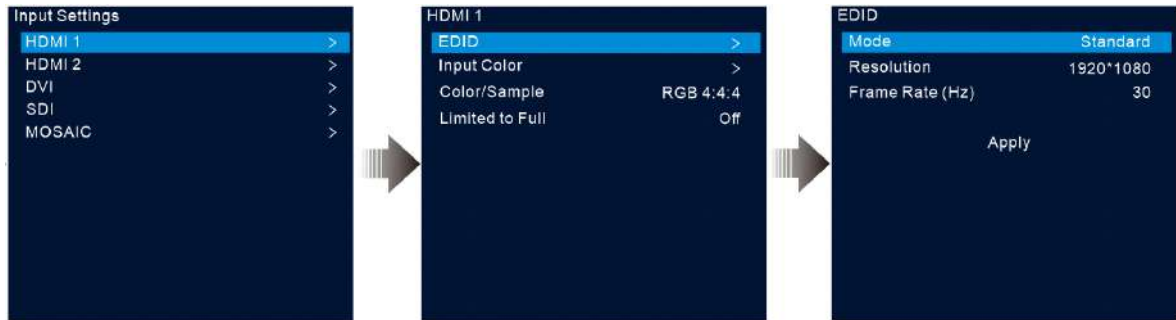 Input Settings
HDMI 1 >
HDMI 2 >
DVI >
SDI >
MOSAIC >
HDMI 1
EDID >
Input Color >
Color/Sample RGB 4:4:4
Limited to Full Off
EDID
Mode Standard
Resolution 1920*1080
Frame Rate (Hz) 30
Apply